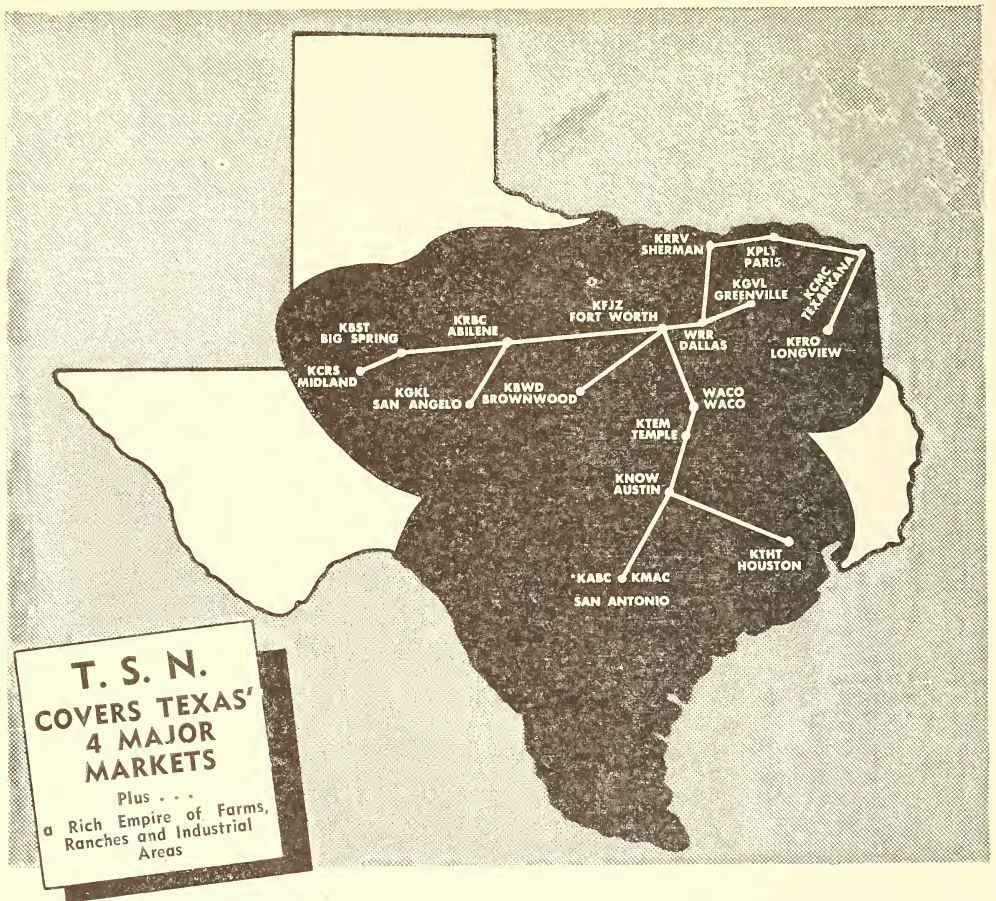 KRRV
SHERMAN
KPLT
PARIS
KCMC
TEXARKANA
KGVL
GREENVILLE
KFJZ
FORT WORTH
WRR
DALLAS
KFRO
LONGVIEW
KRBC
ABILENE
KBST
BIG SPRING
KCRS
MIDLAND
KGKL
SAN ANGELO
KBWD
BROWNWOOD
WACO
WACO
KTEM
TEMPLE
KNOW
AUSTIN
KTHT
HOUSTON
*KABC KMAC
SAN ANTONIO
T. S. N.
COVERS TEXAS'
4 MAJOR
MARKETS
Plus . . .
a Rich Empire of Farms,
Ranches and Industrial
Areas